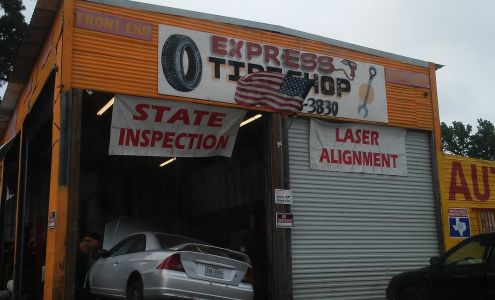 FRONT END
EXPRESS
TIRE SHOP
-3830
STATE
INSPECTION
LASER
ALIGNMENT
AUT